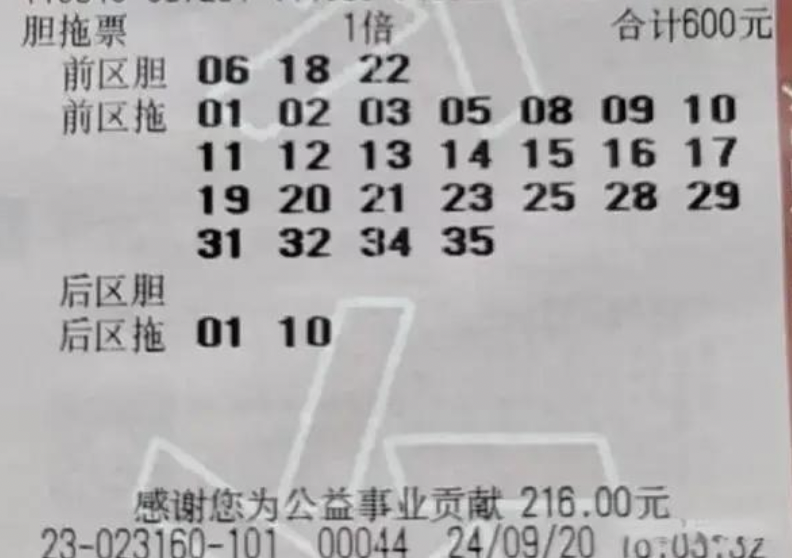 胆拖票 1倍 合计600元
前区胆 06 18 22
前区拖 01 02 03 05 08 09 10
11 12 13 14 15 16 17
19 20 21 23 25 28 29
31 32 34 35
后区胆
后区拖 01 10
感谢您为公益事业贡献 216.00元
23-023160-101 00044 24/09/20